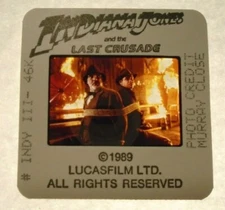 INDIANA JONES
and the
LAST CRUSADE
# INDY III-46K
PHOTO CREDIT
MURRAY CLOSE
©1989
LUCASFILM LTD.
ALL RIGHTS RESERVED